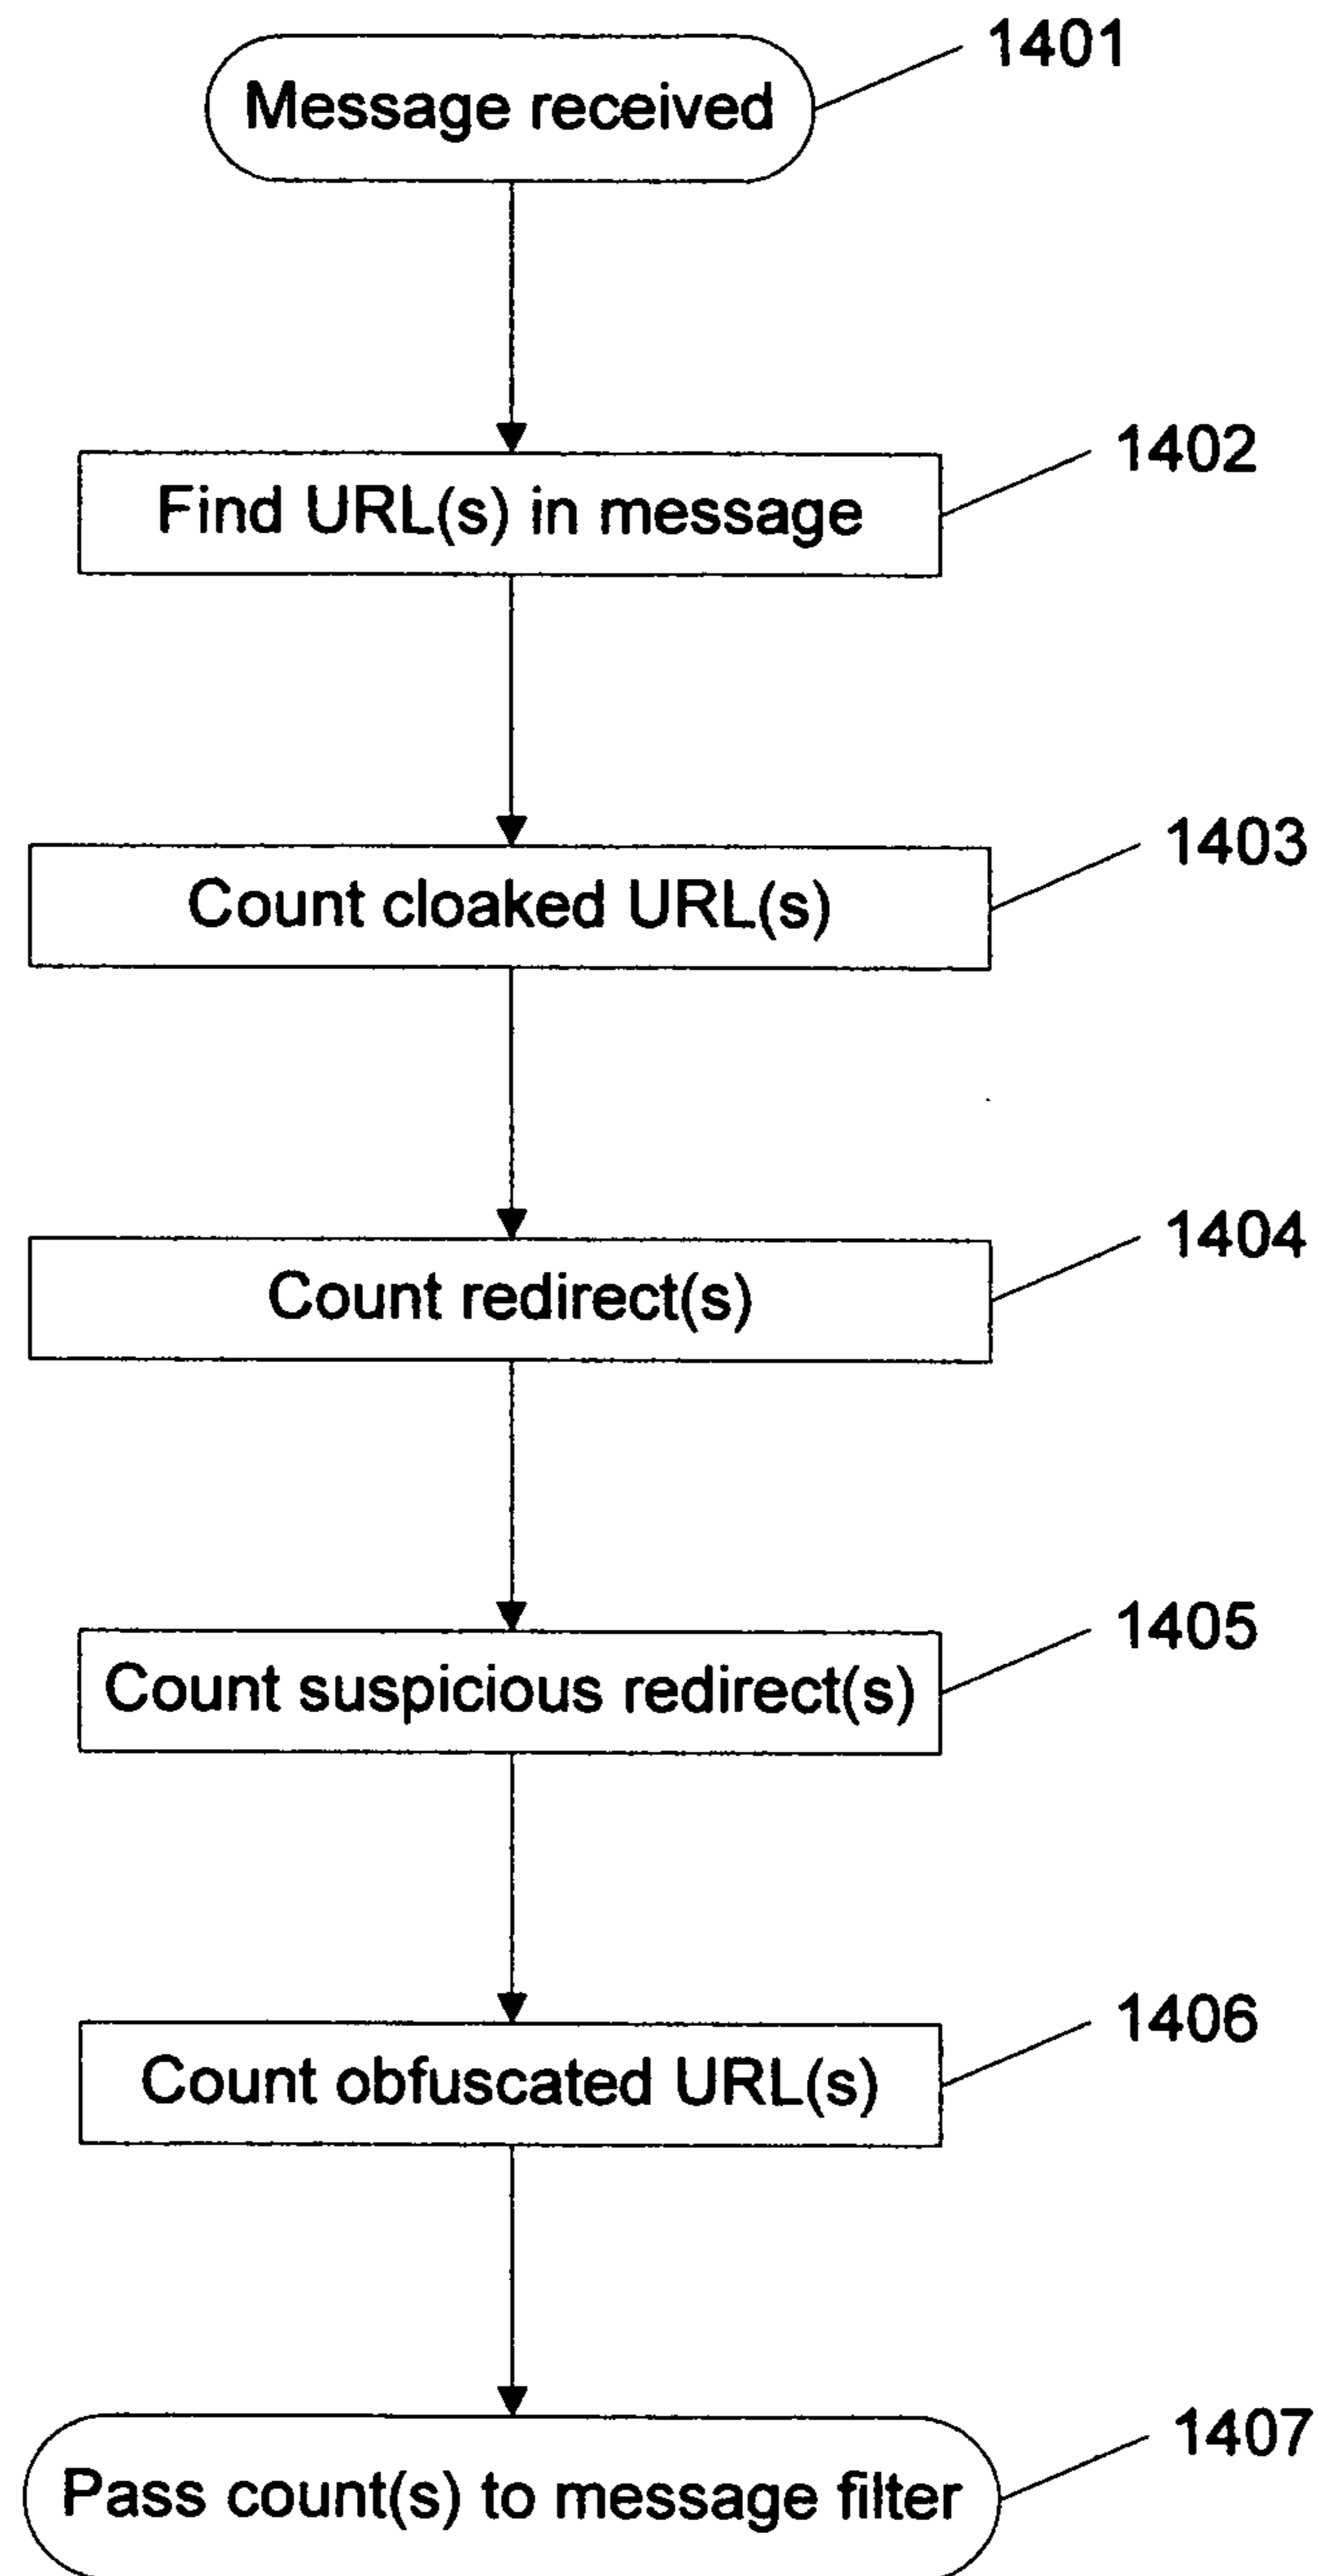 1401
Message received
1402
Find URL(s) in message
1403
Count cloaked URL(s)
1404
Count redirect(s)
1405
Count suspicious redirect(s)
1406
Count obfuscated URL(s)
1407
Pass count(s) to message filter